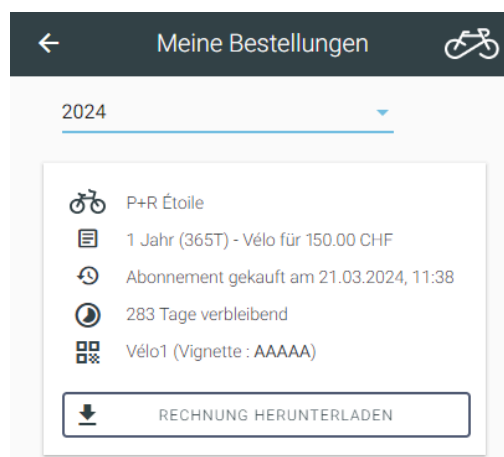 Meine Bestellungen
2024
P+R Étoile
1 Jahr (365T) - Vélo für 150.00 CHF
Abonnement gekauft am 21.03.2024, 11:38
283 Tage verbleibend
Vélo1 (Vignette : AAAAA)
RECHNUNG HERUNTERLADEN